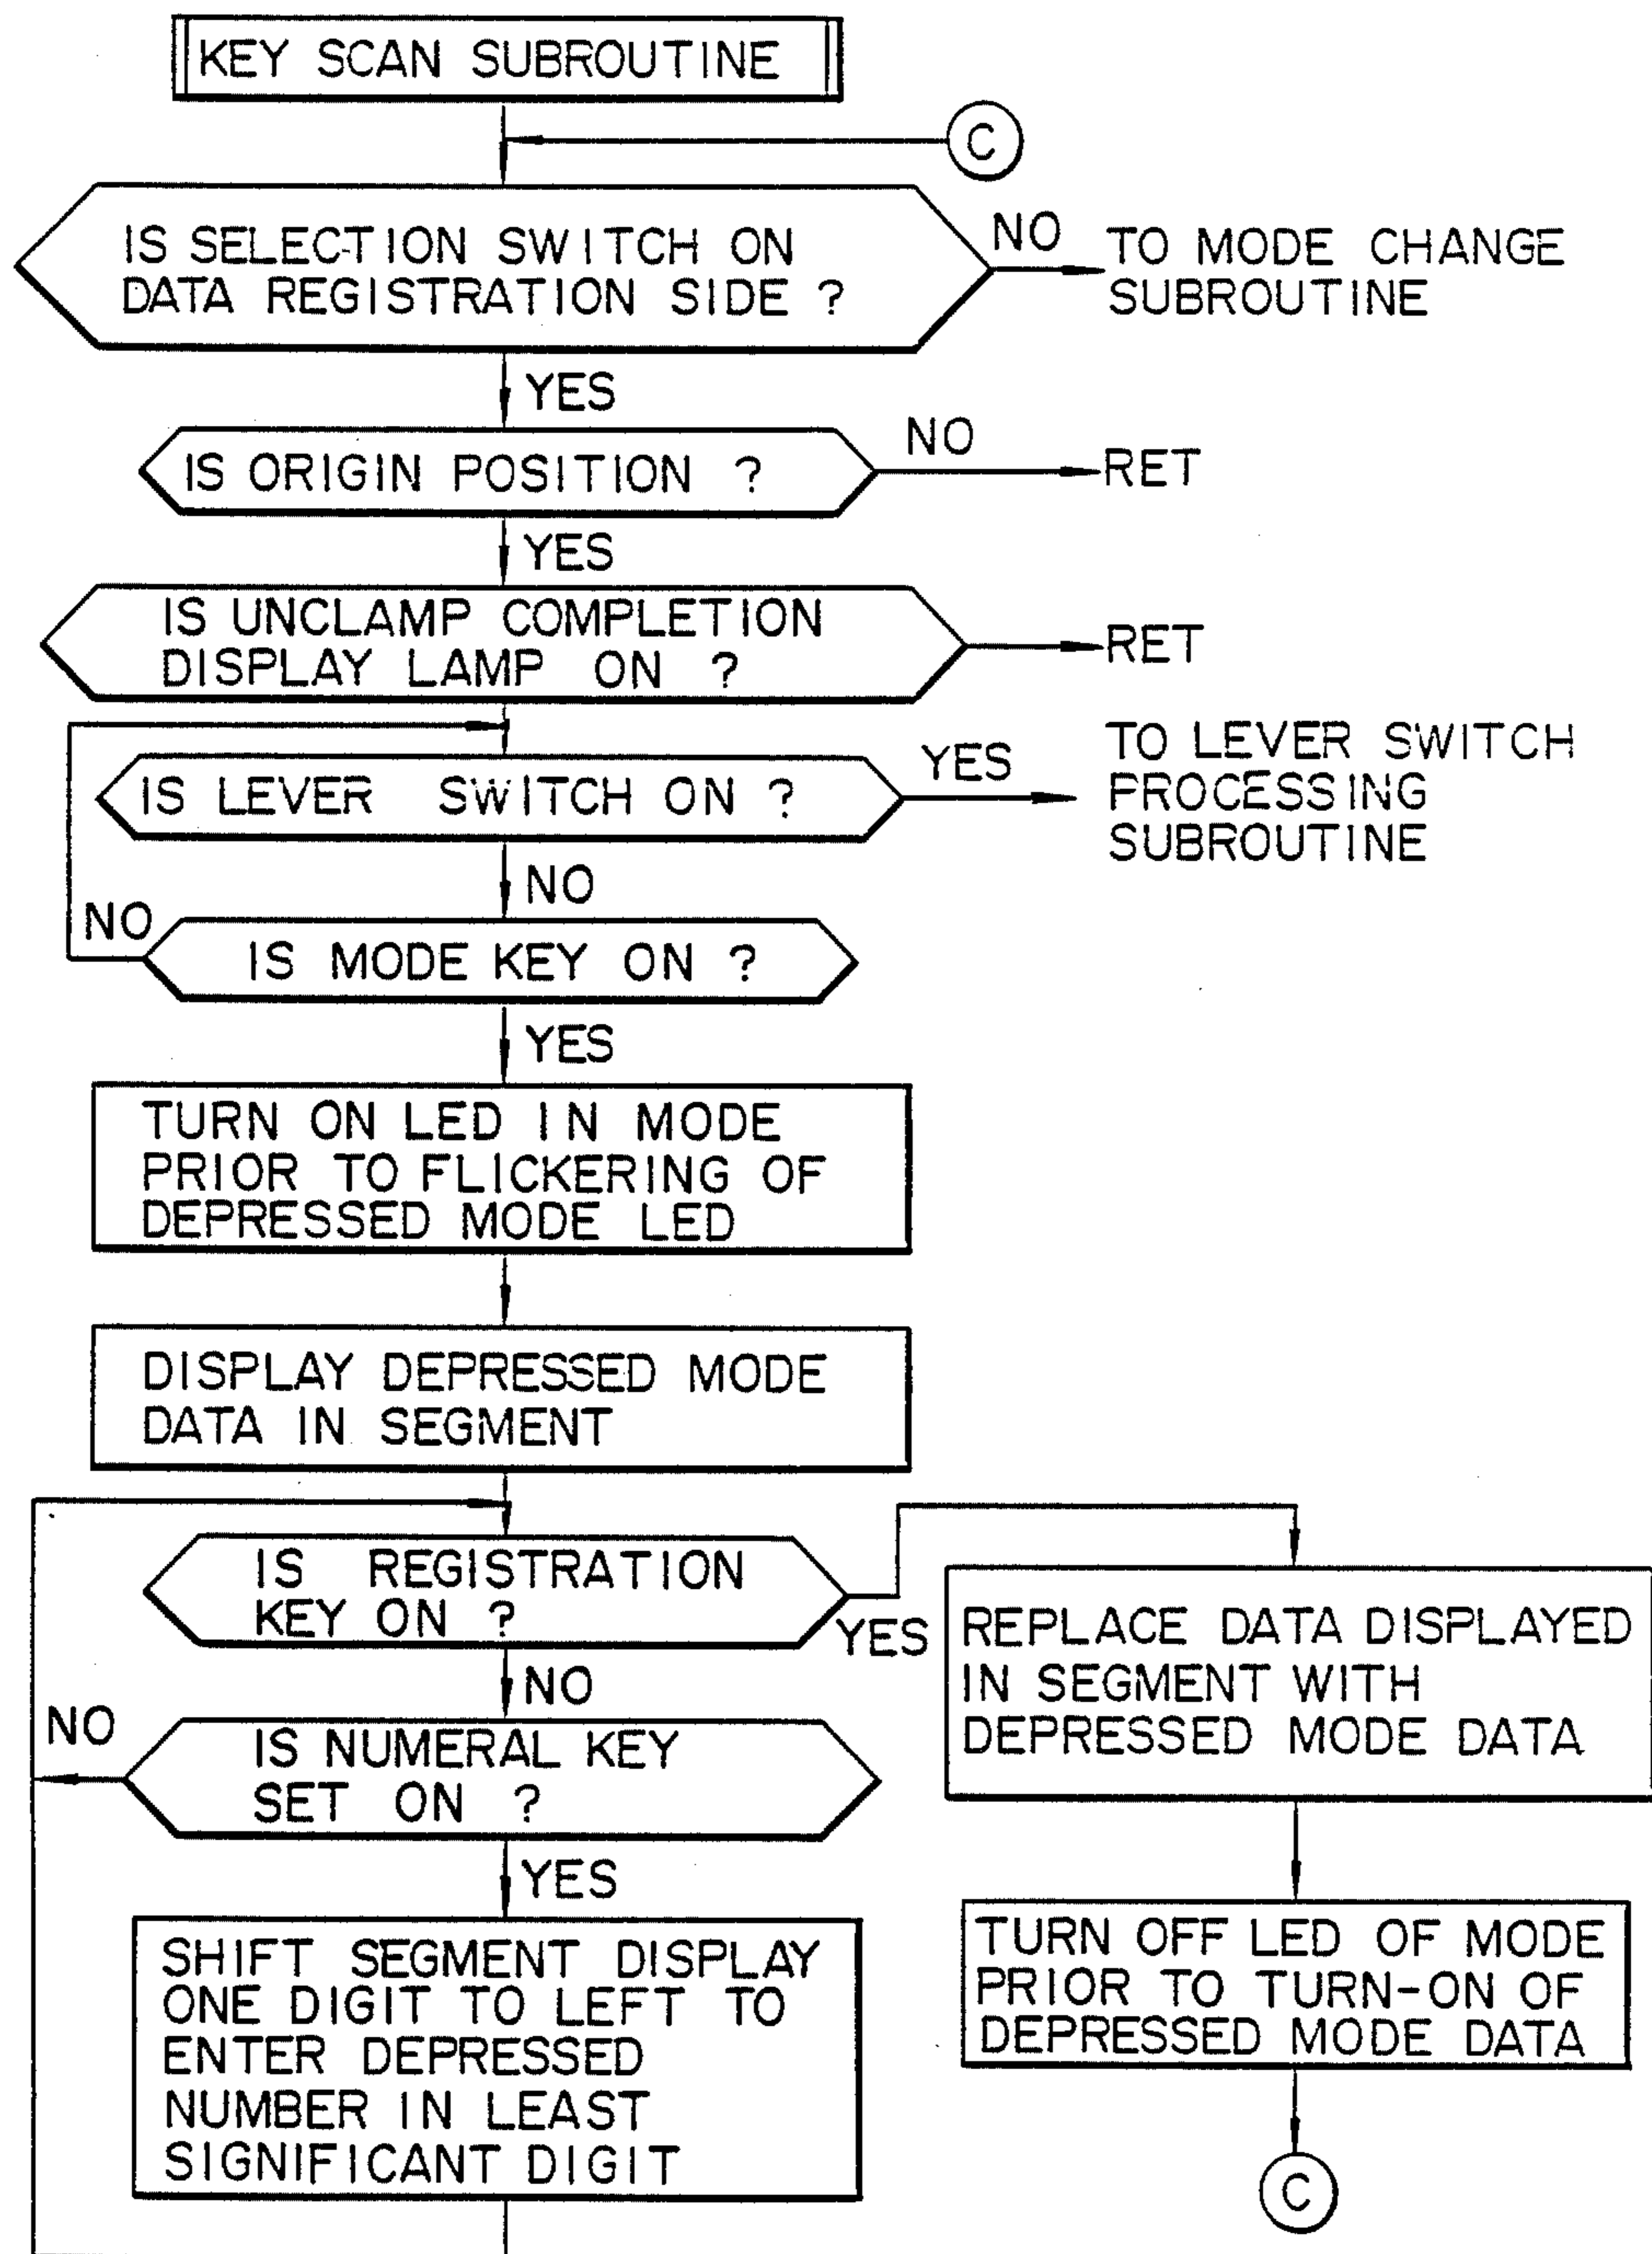 KEY SCAN SUBROUTINE
C
IS SELECTION SWITCH ON
DATA REGISTRATION SIDE ?
NO
TO MODE CHANGE
SUBROUTINE
YES
IS ORIGIN POSITION ?
NO
RET
YES
IS UNCLAMP COMPLETION
DISPLAY LAMP ON ?
RET
IS LEVER SWITCH ON ?
YES
TO LEVER SWITCH
PROCESSING
SUBROUTINE
NO
NO
IS MODE KEY ON ?
YES
TURN ON LED IN MODE
PRIOR TO FLICKERING OF
DEPRESSED MODE LED
DISPLAY DEPRESSED MODE
DATA IN SEGMENT
IS REGISTRATION
KEY ON ?
YES
REPLACE DATA DISPLAYED
IN SEGMENT WITH
DEPRESSED MODE DATA
NO
NO
IS NUMERAL KEY
SET ON ?
YES
SHIFT SEGMENT DISPLAY
ONE DIGIT TO LEFT TO
ENTER DEPRESSED
NUMBER IN LEAST
SIGNIFICANT DIGIT
TURN OFF LED OF MODE
PRIOR TO TURN-ON OF
DEPRESSED MODE DATA
C